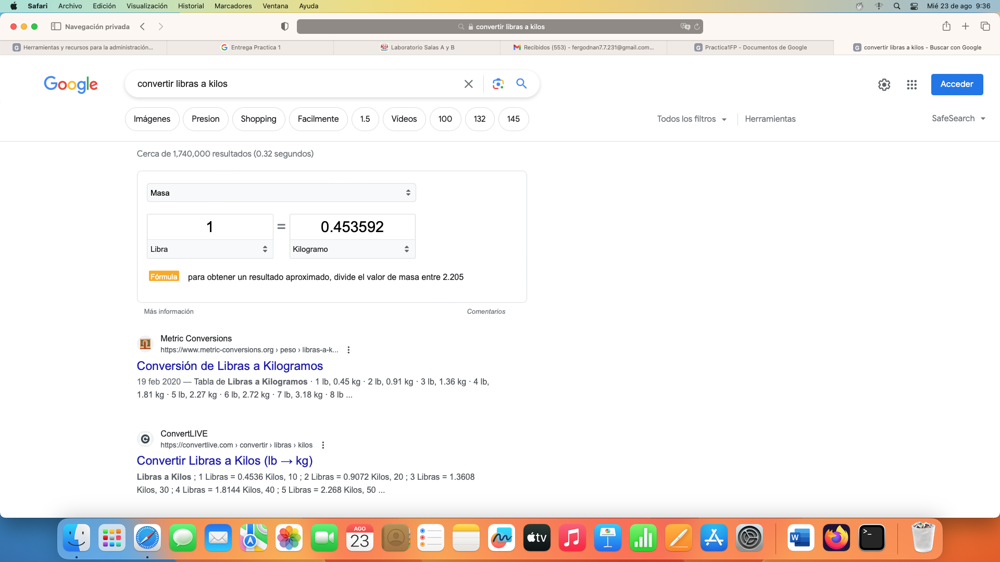 Safari Archivo Edición Visualización Historial Marcadores Ventana Ayuda Mié 23 de ago 9:36
Navegación privada convertir libras a kilos
Herramientas y recursos para la administración... Entrega Practica 1 Laboratorio Salas A y B Recibidos (553) - fergodnan7.7.231@gmail.com... Practica1FP - Documentos de Google convertir libras a kilos - Buscar con Google
Google convertir libras a kilos Acceder
Imágenes Presion Shopping Facilmente 1.5 Vídeos 100 132 145 Todos los filtros Herramientas SafeSearch
Cerca de 1,740,000 resultados (0.32 segundos)
Masa
1 = 0.453592
Libra Kilogramo
Fórmula para obtener un resultado aproximado, divide el valor de masa entre 2.205
Más información Comentarios
Metric Conversions
https://www.metric-conversions.org › peso › libras-a-k...
Conversión de Libras a Kilogramos
19 feb 2020 — Tabla de Libras a Kilogramos · 1 lb, 0.45 kg · 2 lb, 0.91 kg · 3 lb, 1.36 kg · 4 lb,
1.81 kg · 5 lb, 2.27 kg · 6 lb, 2.72 kg · 7 lb, 3.18 kg · 8 lb ...
ConvertLIVE
https://convertlive.com › convertir › libras › kilos
Convertir Libras a Kilos (lb → kg)
Libras a Kilos ; 1 Libras = 0.4536 Kilos, 10 ; 2 Libras = 0.9072 Kilos, 20 ; 3 Libras = 1.3608
Kilos, 30 ; 4 Libras = 1.8144 Kilos, 40 ; 5 Libras = 2.268 Kilos, 50 ...
AGO
23
tv
W
>_